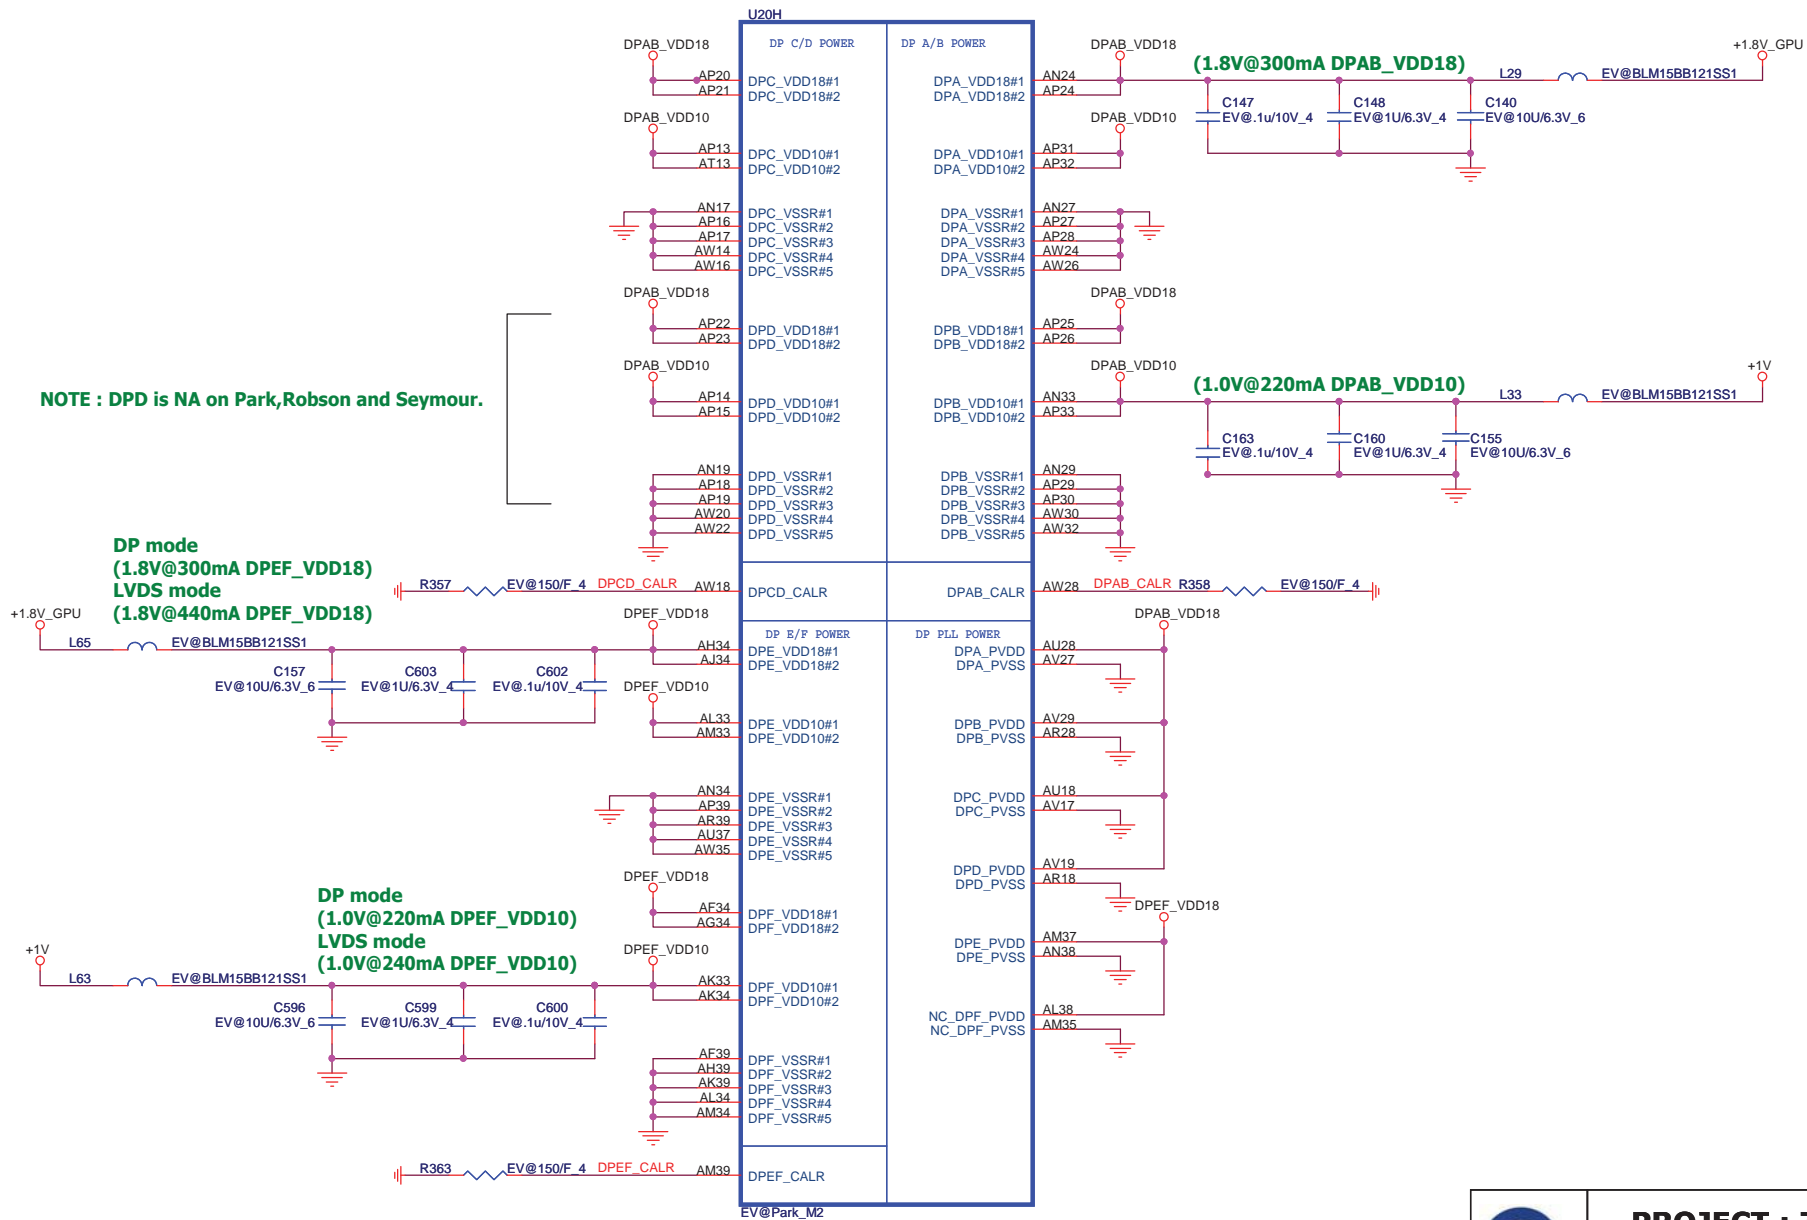 U20H
DP C/D POWER
DP A/B POWER
DPAB_VDD18
AP20 DPC_VDD18#1
AP21 DPC_VDD18#2
DPAB_VDD10
AP13 DPC_VDD10#1
AT13 DPC_VDD10#2
AN17 DPC_VSSR#1
AP16 DPC_VSSR#2
AP17 DPC_VSSR#3
AW14 DPC_VSSR#4
AW16 DPC_VSSR#5
DPAB_VDD18
AP22 DPD_VDD18#1
AP23 DPD_VDD18#2
DPAB_VDD10
AP14 DPD_VDD10#1
AP15 DPD_VDD10#2
NOTE : DPD is NA on Park,Robson and Seymour.
AN19 DPD_VSSR#1
AP18 DPD_VSSR#2
AP19 DPD_VSSR#3
AW20 DPD_VSSR#4
AW22 DPD_VSSR#5
R357 EV@150/F_4 DPCD_CALR AW18 DPCD_CALR
DPAB_VDD18
DPA_VDD18#1 AN24
DPA_VDD18#2 AP24
(1.8V@300mA DPAB_VDD18)
L29 EV@BLM15BB121SS1
+1.8V_GPU
C147
EV@.1u/10V_4
C148
EV@1U/6.3V_4
C140
EV@10U/6.3V_6
DPAB_VDD10
DPA_VDD10#1 AP31
DPA_VDD10#2 AP32
DPA_VSSR#1 AN27
DPA_VSSR#2 AP27
DPA_VSSR#3 AP28
DPA_VSSR#4 AW24
DPA_VSSR#5 AW26
DPAB_VDD18
DPB_VDD18#1 AP25
DPB_VDD18#2 AP26
DPAB_VDD10
DPB_VDD10#1 AN33
DPB_VDD10#2 AP33
(1.0V@220mA DPAB_VDD10)
L33 EV@BLM15BB121SS1
+1V
C163
EV@.1u/10V_4
C160
EV@1U/6.3V_4
C155
EV@10U/6.3V_6
DPB_VSSR#1 AN29
DPB_VSSR#2 AP29
DPB_VSSR#3 AP30
DPB_VSSR#4 AW30
DPB_VSSR#5 AW32
DPAB_CALR AW28 DPAB_CALR R358 EV@150/F_4
DP mode
(1.8V@300mA DPEF_VDD18)
LVDS mode
(1.8V@440mA DPEF_VDD18)
+1.8V_GPU
L65 EV@BLM15BB121SS1
C157
EV@10U/6.3V_6
C603
EV@1U/6.3V_4
C602
EV@.1u/10V_4
DP E/F POWER
DP PLL POWER
DPEF_VDD18
AH34 DPE_VDD18#1
AJ34 DPE_VDD18#2
DPEF_VDD10
AL33 DPE_VDD10#1
AM33 DPE_VDD10#2
AN34 DPE_VSSR#1
AP39 DPE_VSSR#2
AR39 DPE_VSSR#3
AU37 DPE_VSSR#4
AW35 DPE_VSSR#5
DPEF_VDD18
AF34 DPF_VDD18#1
AG34 DPF_VDD18#2
DP mode
(1.0V@220mA DPEF_VDD10)
LVDS mode
(1.0V@240mA DPEF_VDD10)
+1V
L63 EV@BLM15BB121SS1
C596
EV@10U/6.3V_6
C599
EV@1U/6.3V_4
C600
EV@.1u/10V_4
DPEF_VDD10
AK33 DPF_VDD10#1
AK34 DPF_VDD10#2
AF39 DPF_VSSR#1
AH39 DPF_VSSR#2
AK39 DPF_VSSR#3
AL34 DPF_VSSR#4
AM34 DPF_VSSR#5
R363 EV@150/F_4 DPEF_CALR AM39 DPEF_CALR
DPAB_VDD18
DPA_PVDD AU28
DPA_PVSS AV27
DPB_PVDD AV29
DPB_PVSS AR28
DPC_PVDD AU18
DPC_PVSS AV17
DPD_PVDD AV19
DPD_PVSS AR18
DPEF_VDD18
DPE_PVDD AM37
DPE_PVSS AN38
NC_DPF_PVDD AL38
NC_DPF_PVSS AM35
EV@Park_M2
PROJECT :